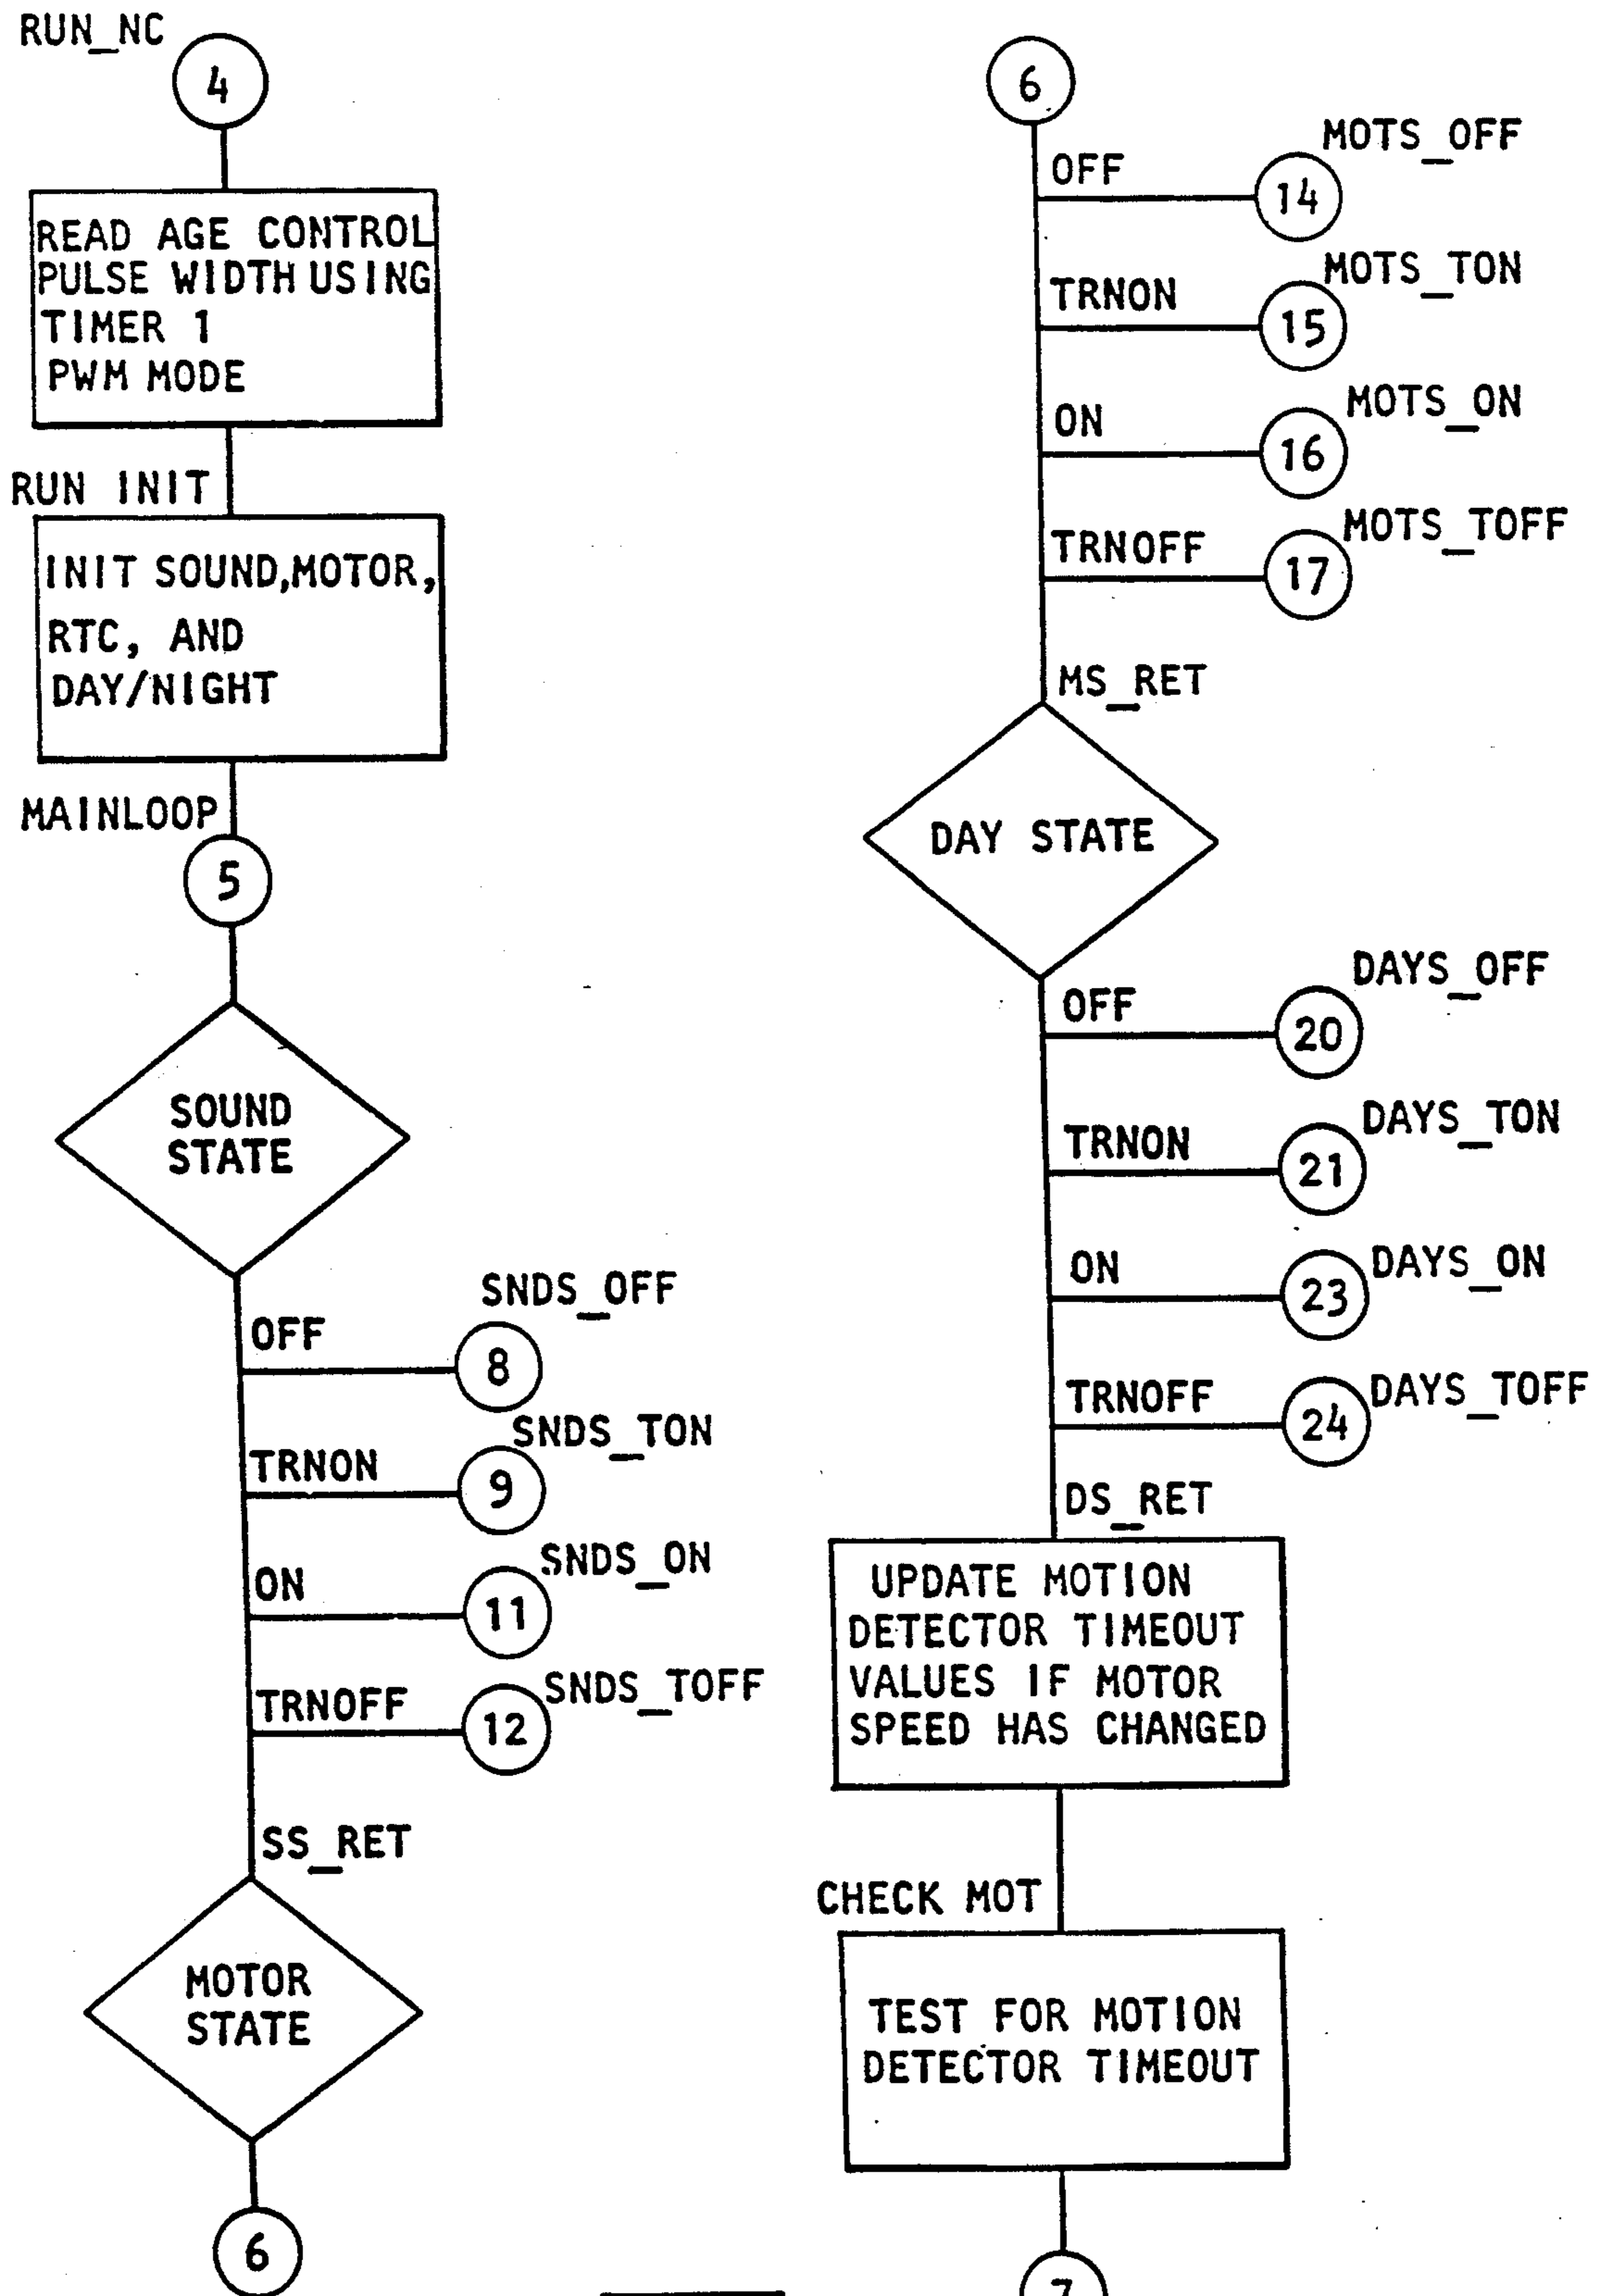 RUN_NC
4
READ AGE CONTROL
PULSE WIDTH USING
TIMER 1
PWM MODE
RUN INIT
INIT SOUND,MOTOR,
RTC, AND
DAY/NIGHT
MAINLOOP
5
SOUND
STATE
SNDS_OFF
OFF
8
SNDS_TON
TRNON
9
SNDS_ON
ON
11
SNDS_TOFF
TRNOFF
12
SS_RET
MOTOR
STATE
6
6
MOTS_OFF
OFF
14
MOTS_TON
TRNON
15
MOTS_ON
ON
16
MOTS_TOFF
TRNOFF
17
MS_RET
DAY STATE
DAYS_OFF
OFF
20
DAYS_TON
TRNON
21
DAYS_ON
ON
23
DAYS_TOFF
TRNOFF
24
DS_RET
UPDATE MOTION
DETECTOR TIMEOUT
VALUES IF MOTOR
SPEED HAS CHANGED
CHECK MOT
TEST FOR MOTION
DETECTOR TIMEOUT
7